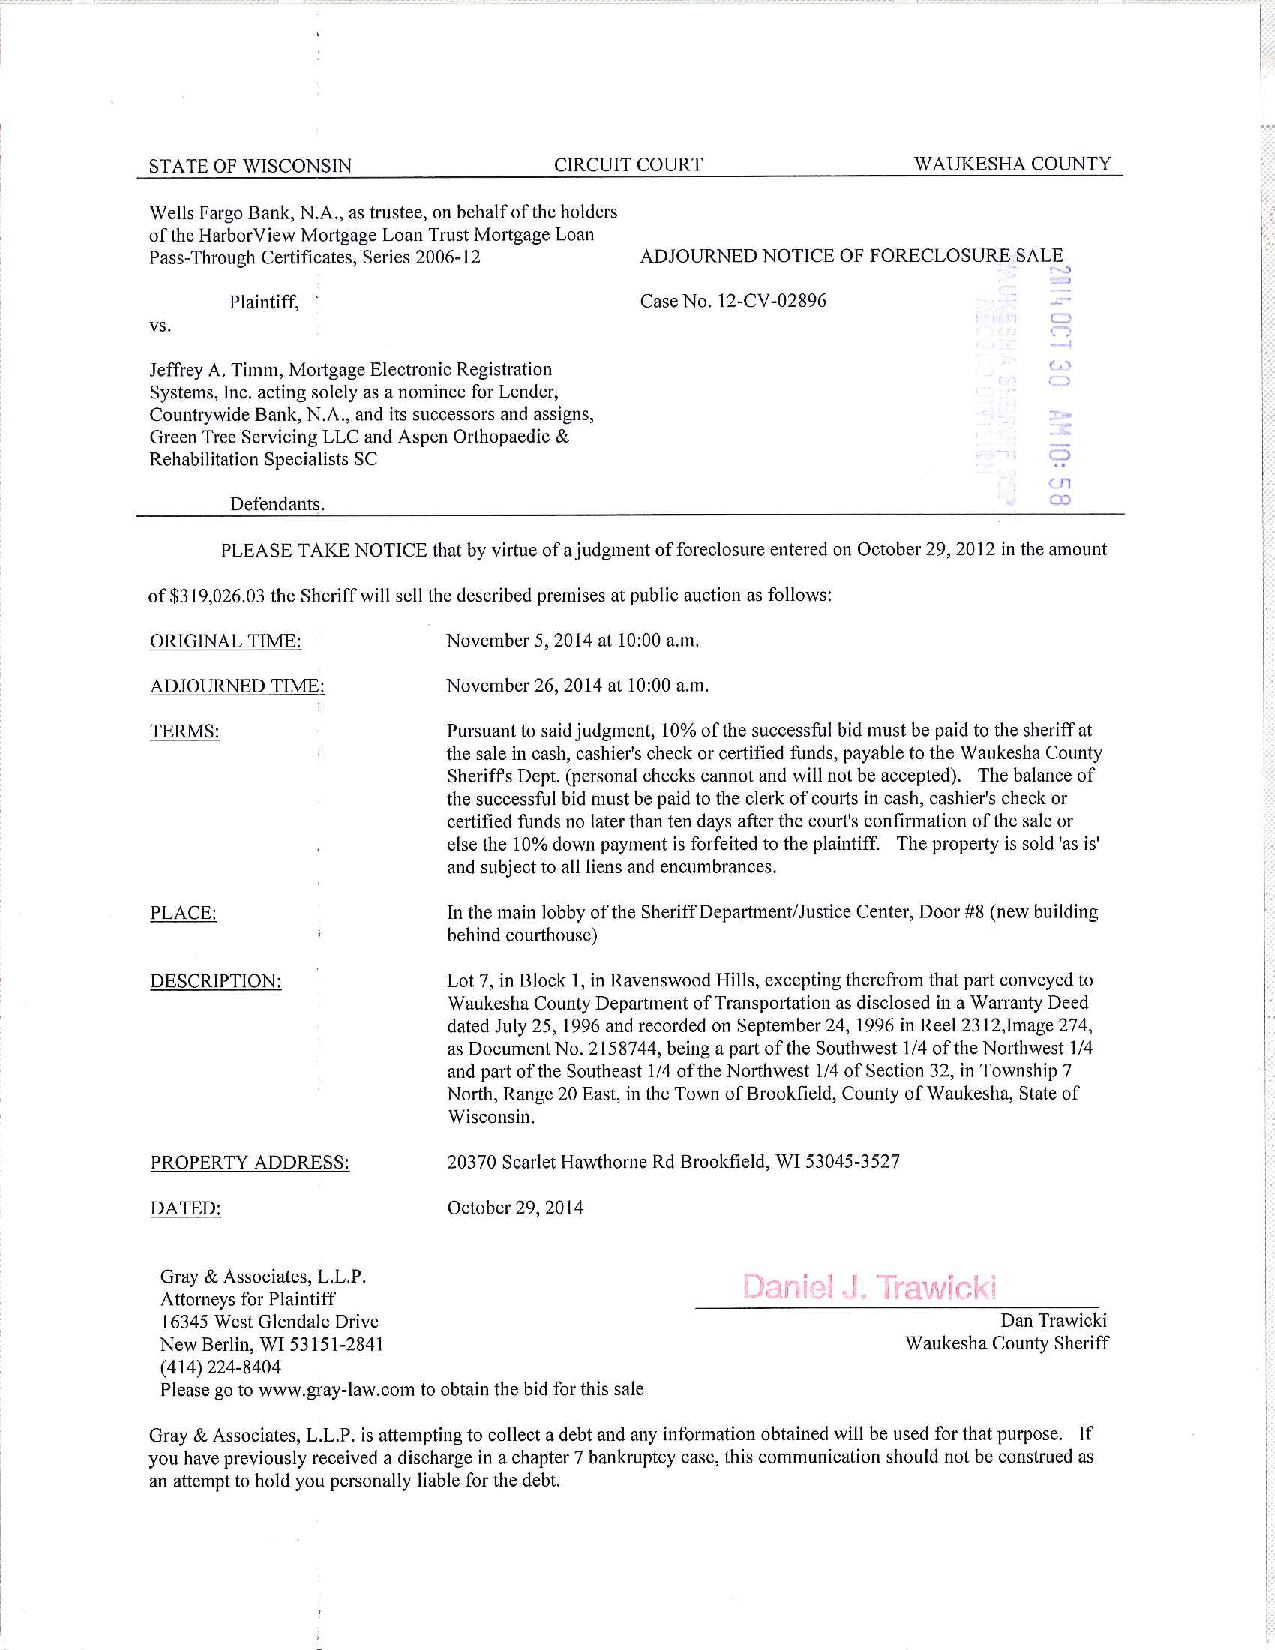 STATE OF WISCONSIN CIRCUIT COURT WAUKESHA COUNTY
Wells Fargo Bank, N.A., as trustee, on behalf of the holders
of the HarborView Mortgage Loan Trust Mortgage Loan
Pass-Through Certificates, Series 2006-12 ADJOURNED NOTICE OF FORECLOSURE SALE
Plaintiff, Case No. 12-CV-02896
vs.
Jeffrey A. Timm, Mortgage Electronic Registration
Systems, Inc. acting solely as a nominee for Lender,
Countrywide Bank, N.A., and its successors and assigns,
Green Tree Servicing LLC and Aspen Orthopaedic &
Rehabilitation Specialists SC
Defendants.
2014 OCT 30 AM 10: 58
PLEASE TAKE NOTICE that by virtue of a judgment of foreclosure entered on October 29, 2012 in the amount
of $319,026.03 the Sheriff will sell the described premises at public auction as follows:
ORIGINAL TIME: November 5, 2014 at 10:00 a.m.
ADJOURNED TIME: November 26, 2014 at 10:00 a.m.
TERMS: Pursuant to said judgment, 10% of the successful bid must be paid to the sheriff at
the sale in cash, cashier's check or certified funds, payable to the Waukesha County
Sheriff's Dept. (personal checks cannot and will not be accepted). The balance of
the successful bid must be paid to the clerk of courts in cash, cashier's check or
certified funds no later than ten days after the court's confirmation of the sale or
else the 10% down payment is forfeited to the plaintiff. The property is sold 'as is'
and subject to all liens and encumbrances.
PLACE: In the main lobby of the Sheriff Department/Justice Center, Door #8 (new building
behind courthouse)
DESCRIPTION: Lot 7, in Block 1, in Ravenswood Hills, excepting therefrom that part conveyed to
Waukesha County Department of Transportation as disclosed in a Warranty Deed
dated July 25, 1996 and recorded on September 24, 1996 in Reel 2312,Image 274,
as Document No. 2158744, being a part of the Southwest 1/4 of the Northwest 1/4
and part of the Southeast 1/4 of the Northwest 1/4 of Section 32, in Township 7
North, Range 20 East, in the Town of Brookfield, County of Waukesha, State of
Wisconsin.
PROPERTY ADDRESS: 20370 Scarlet Hawthorne Rd Brookfield, WI 53045-3527
DATED: October 29, 2014
Gray & Associates, L.L.P.
Attorneys for Plaintiff
16345 West Glendale Drive
New Berlin, WI 53151-2841
(414) 224-8404
Please go to www.gray-law.com to obtain the bid for this sale
Daniel J. Trawicki
Dan Trawicki
Waukesha County Sheriff
Gray & Associates, L.L.P. is attempting to collect a debt and any information obtained will be used for that purpose. If
you have previously received a discharge in a chapter 7 bankruptcy case, this communication should not be construed as
an attempt to hold you personally liable for the debt.